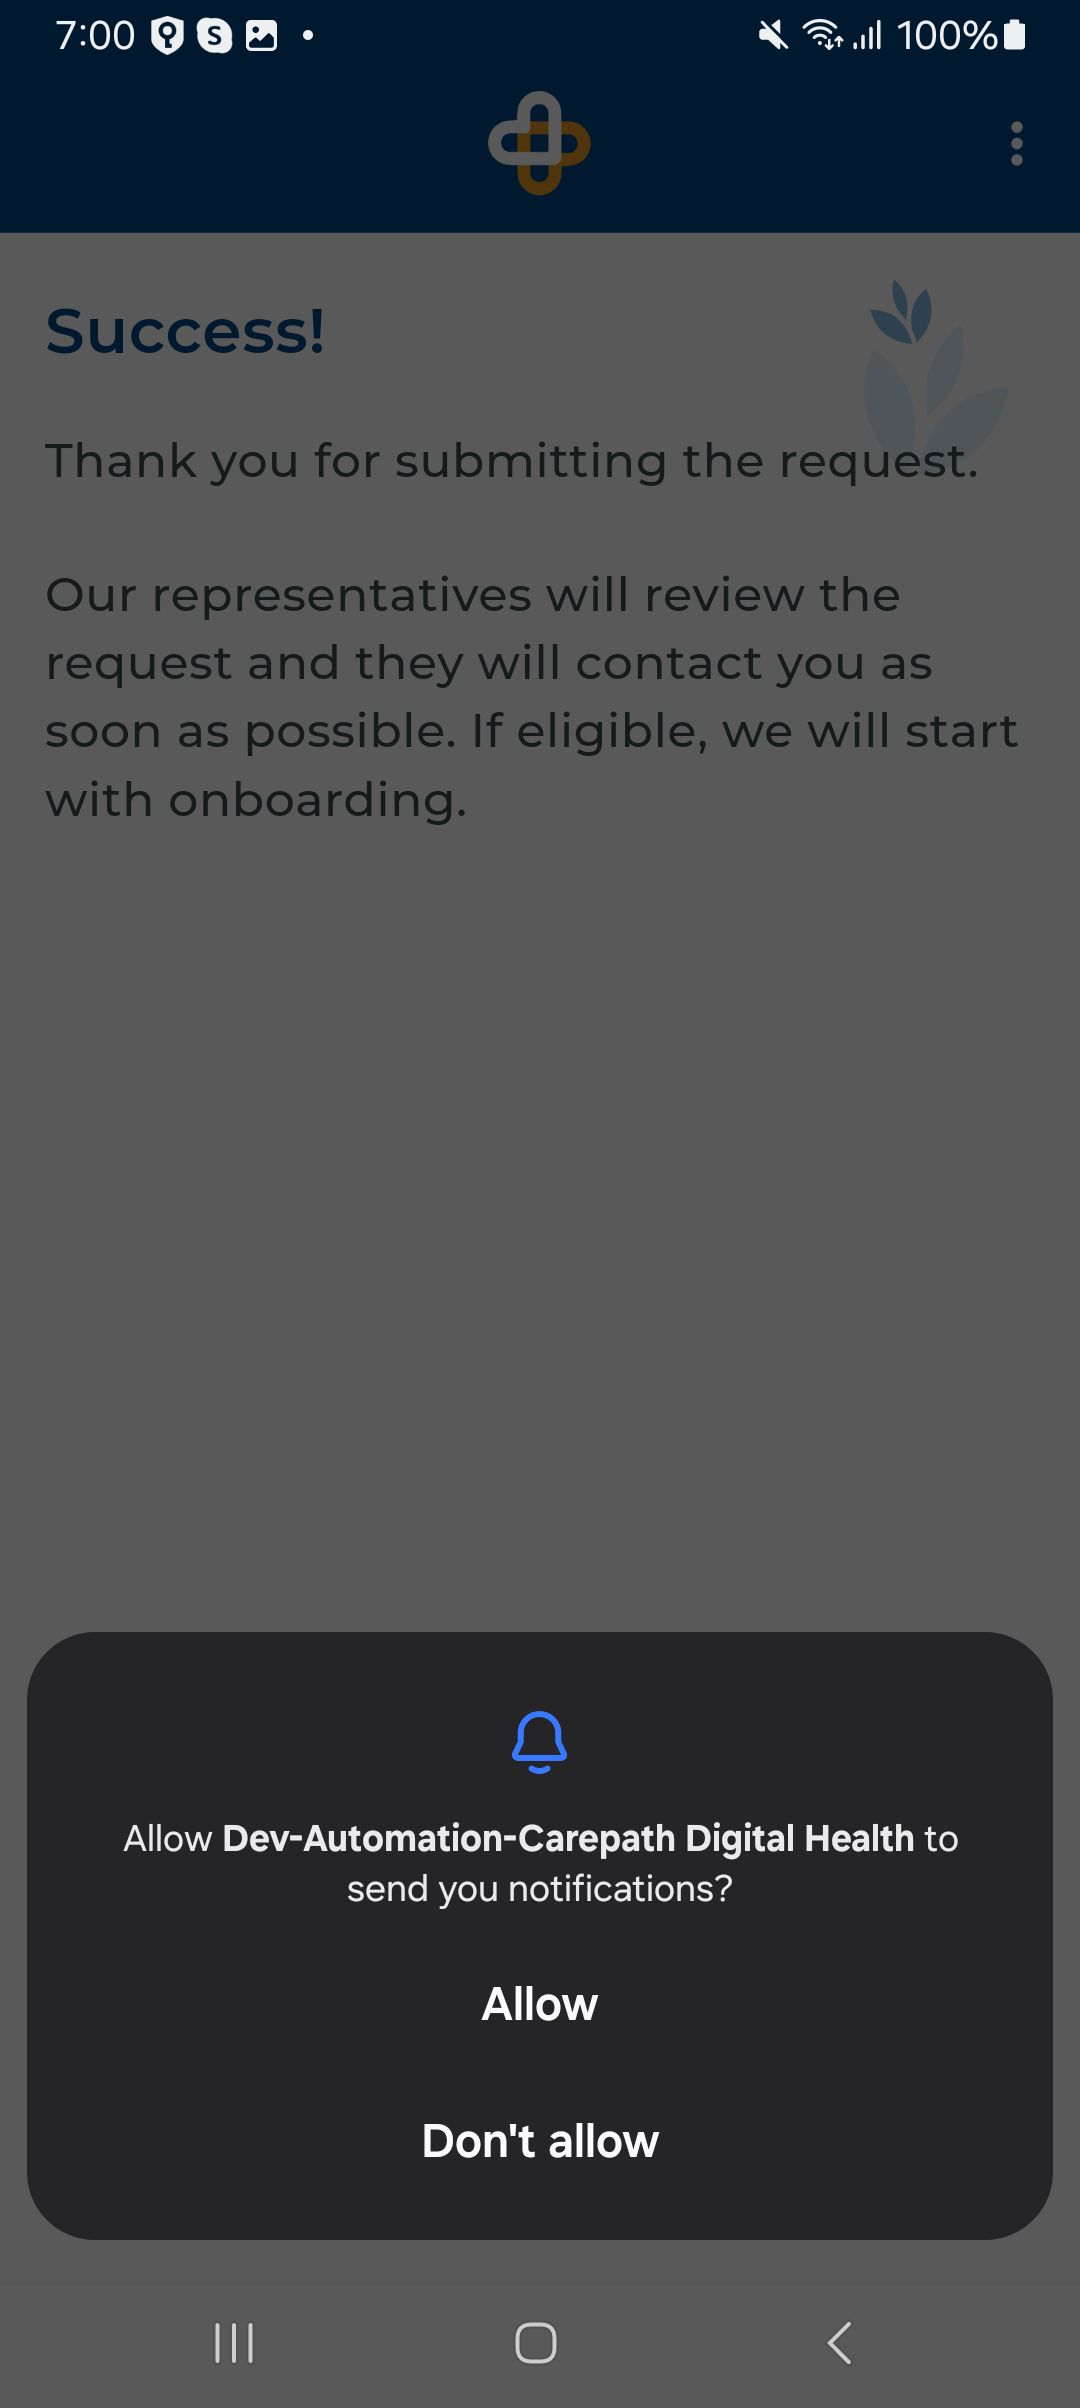 7:00
100%
Success!
Thank you for submitting the request.
Our representatives will review the
request and they will contact you as
soon as possible. If eligible, we will start
with onboarding.
Allow Dev-Automation-Carepath Digital Health to
send you notifications?
Allow
Don't allow